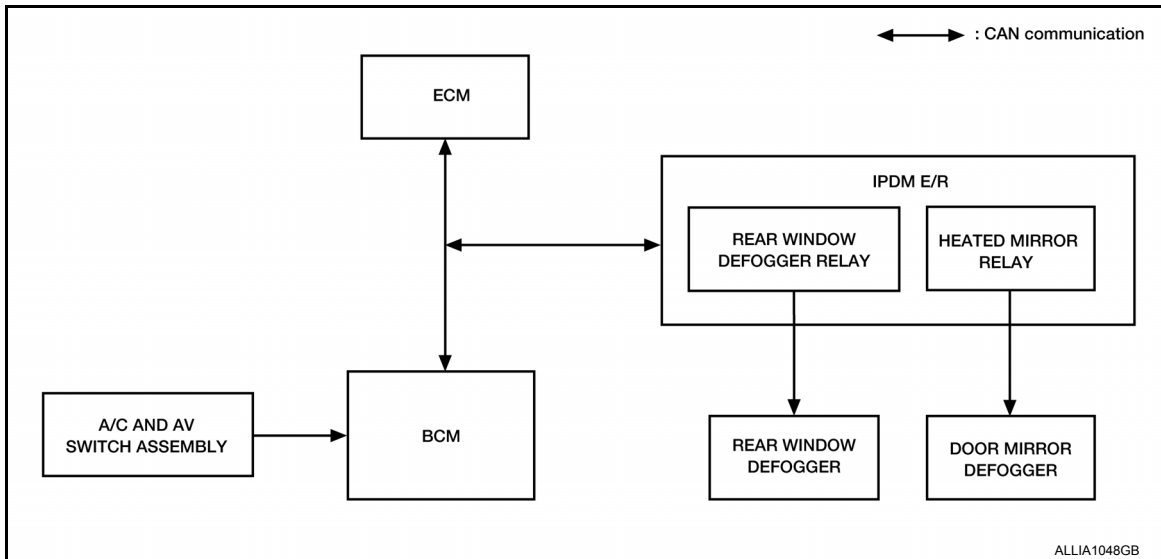 : CAN communication
ECM
IPDM E/R
REAR WINDOW
DEFOGGER RELAY
HEATED MIRROR
RELAY
A/C AND AV
SWITCH ASSEMBLY
BCM
REAR WINDOW
DEFOGGER
DOOR MIRROR
DEFOGGER
ALLIA1048GB